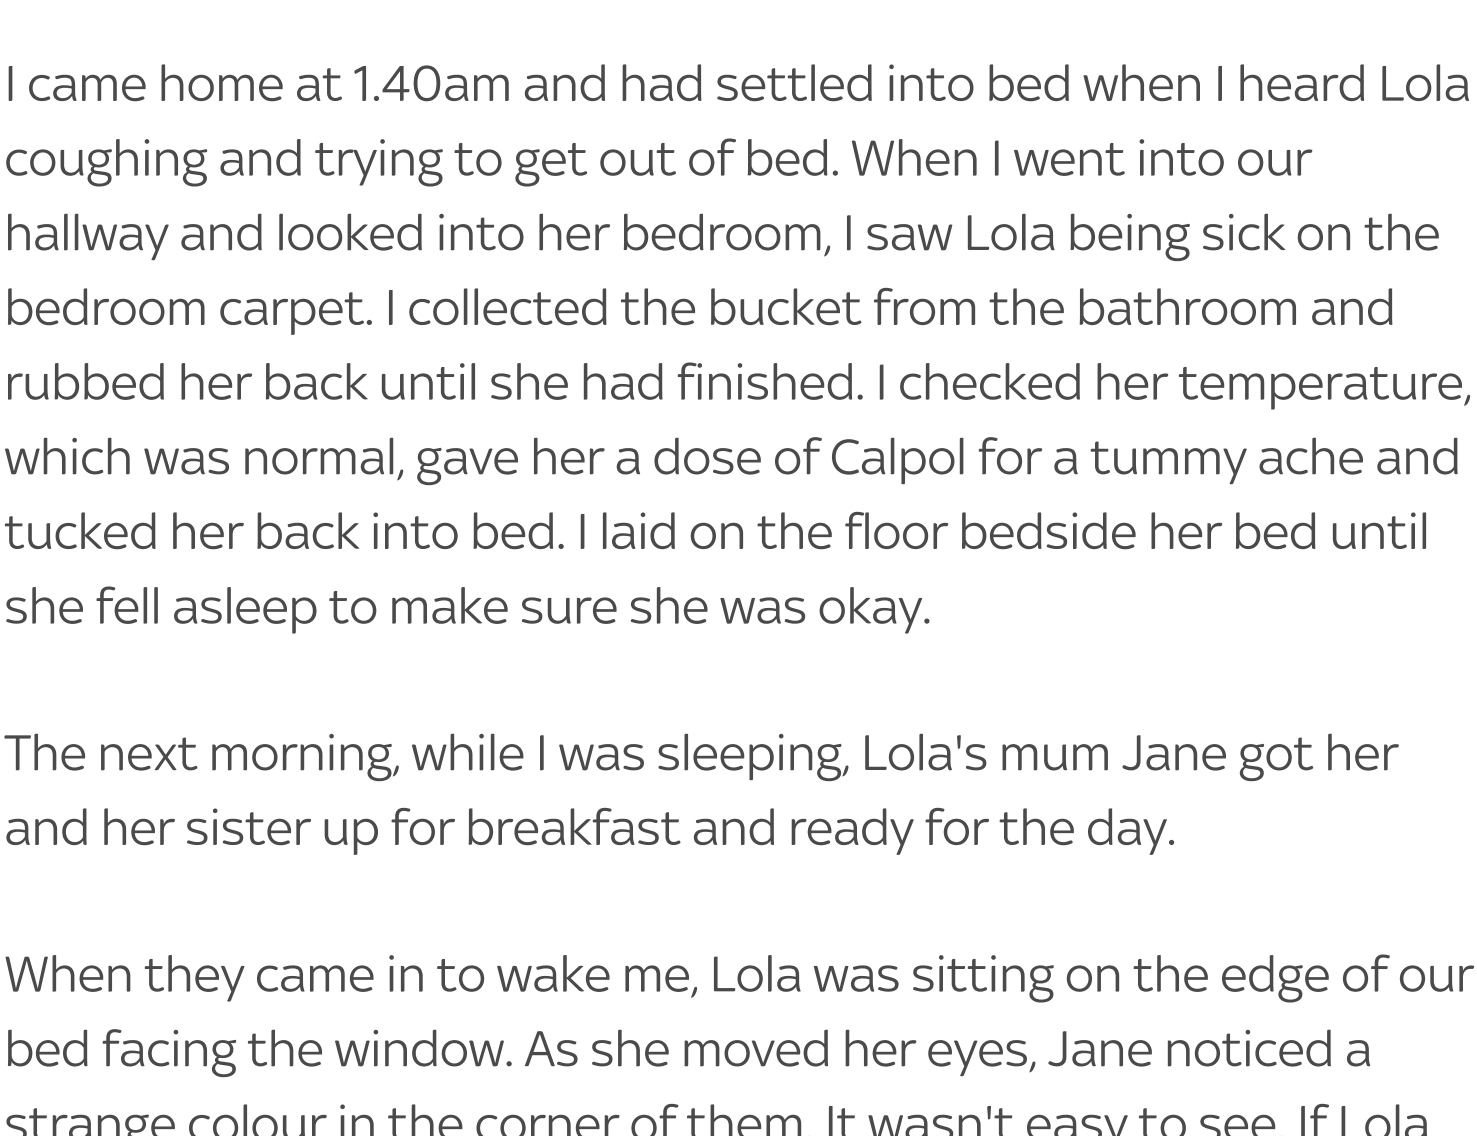 I came home at 1.40am and had settled into bed when I heard Lola
coughing and trying to get out of bed. When I went into our
hallway and looked into her bedroom, I saw Lola being sick on the
bedroom carpet. I collected the bucket from the bathroom and
rubbed her back until she had finished. I checked her temperature,
which was normal, gave her a dose of Calpol for a tummy ache and
tucked her back into bed. I laid on the floor bedside her bed until
she fell asleep to make sure she was okay.
The next morning, while I was sleeping, Lola's mum Jane got her
and her sister up for breakfast and ready for the day.
When they came in to wake me, Lola was sitting on the edge of our
bed facing the window. As she moved her eyes, Jane noticed a
strange colour in the corner of them. It wasn't easy to see. If Lola